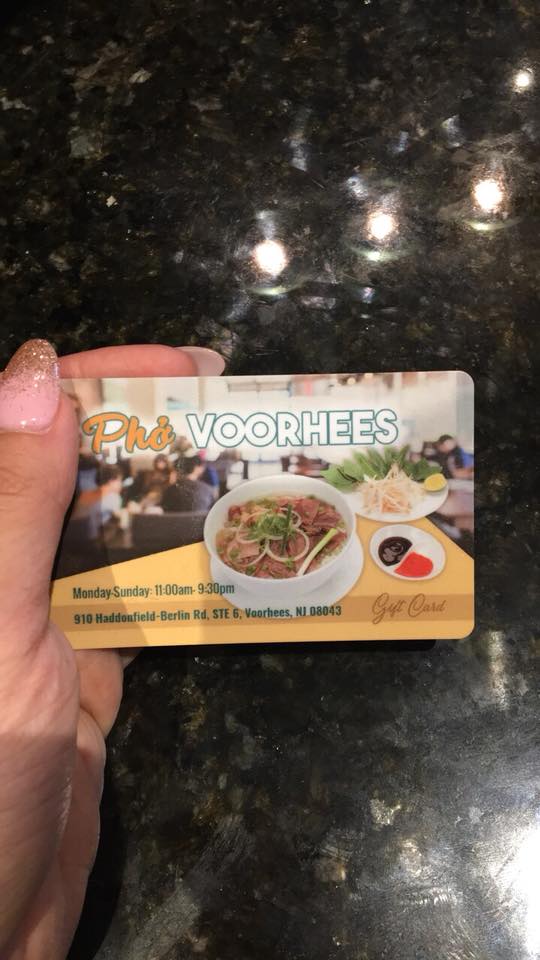 Phở VOORHEES
Monday-Sunday: 11:00am- 9:30pm
910 Haddonfield-Berlin Rd, STE 6, Voorhees, NJ 08043
Gift Card